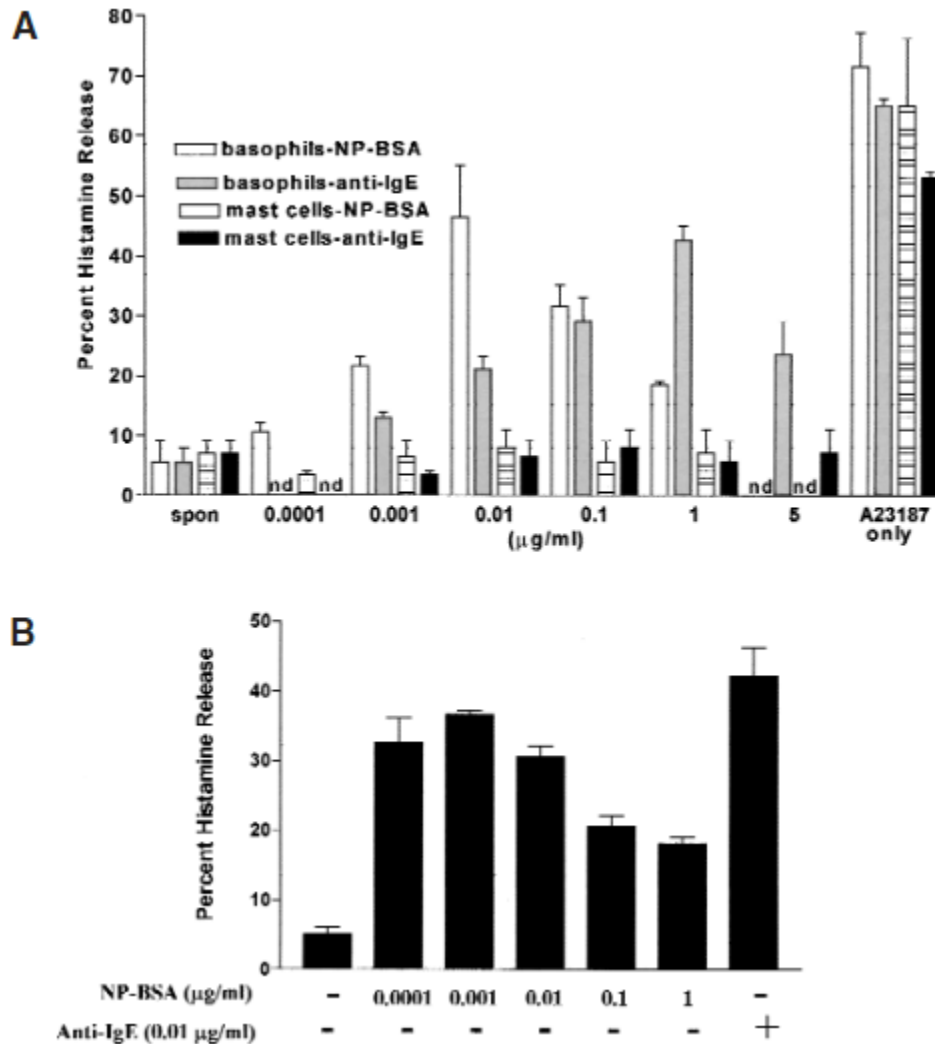 A
Percent Histamine Release
80
70
60
50
40
30
20
10
0
basophils-NP-BSA
basophils-anti-IgE
mast cells-NP-BSA
mast cells-anti-IgE
nd nd nd nd
spon 0.0001 0.001 0.01 0.1 1 5 A23187 only
(μg/ml)
B
Percent Histamine Release
50
40
30
20
10
0
NP-BSA (μg/ml) - 0.0001 0.001 0.01 0.1 1 -
Anti-IgE (0.01 μg/ml) - - - - - - +